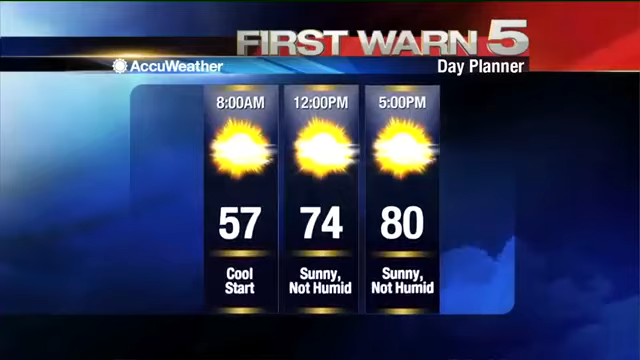 FIRST WARN 5
AccuWeather
Day Planner
8:00AM
12:00PM
5:00PM
57
74
80
Cool
Start
Sunny,
Not Humid
Sunny,
Not Humid